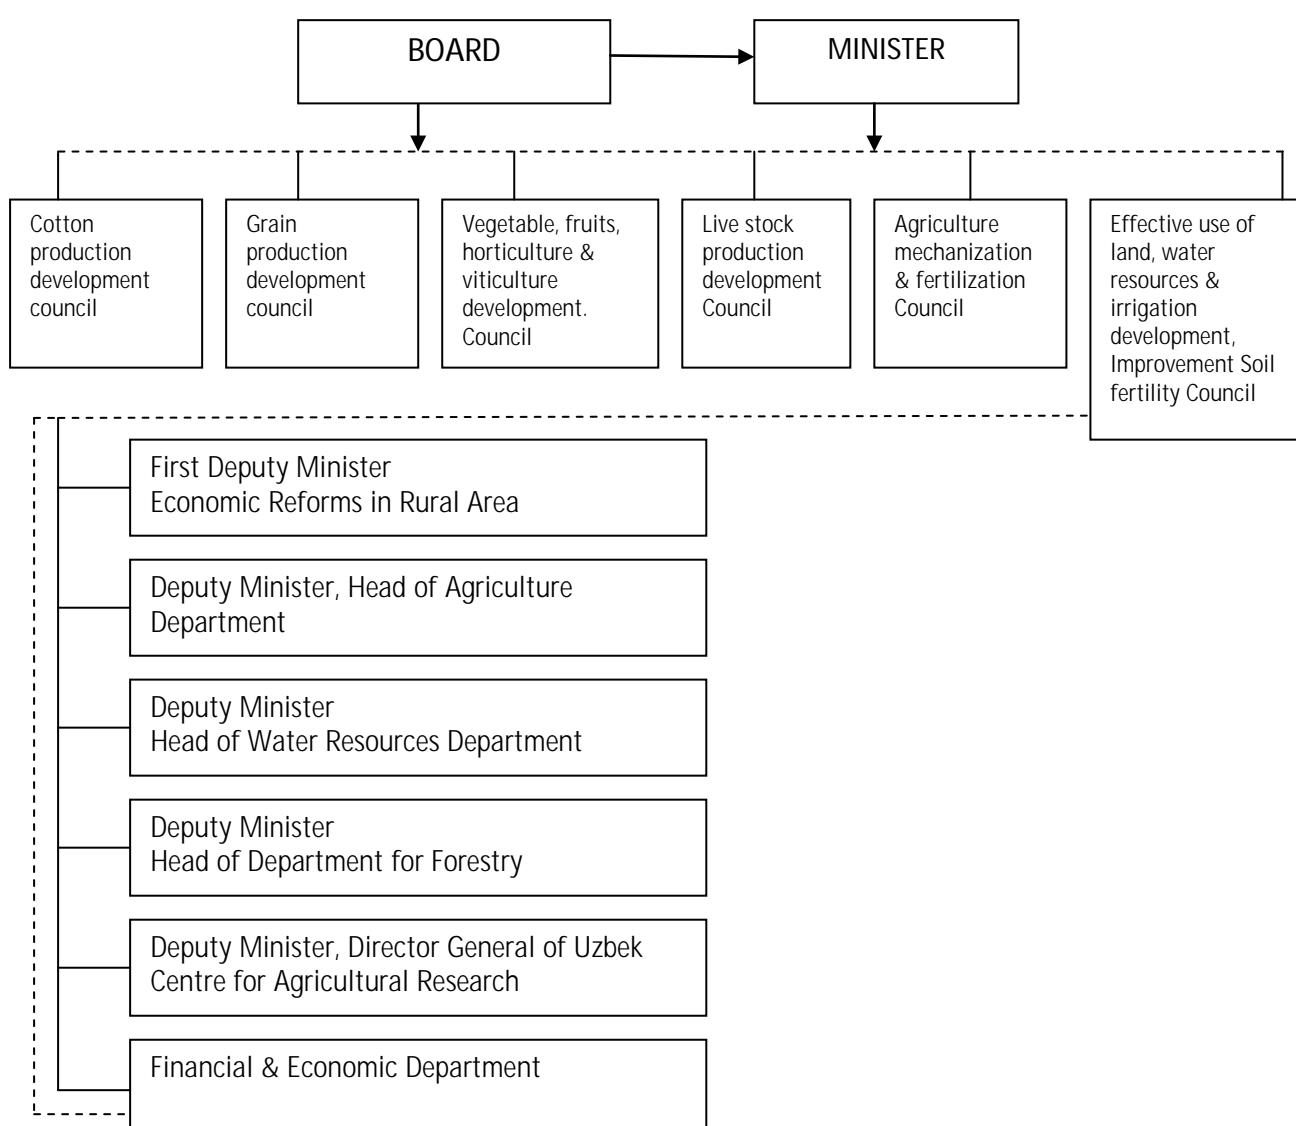 BOARD
MINISTER
Cotton
production
development
council
Grain
production
development
council
Vegetable, fruits,
horticulture &
viticulture
development.
Council
Live stock
production
development
Council
Agriculture
mechanization
& fertilization
Council
Effective use of
land, water
resources &
irrigation
development,
Improvement Soil
fertility Council
First Deputy Minister
Economic Reforms in Rural Area
Deputy Minister, Head of Agriculture
Department
Deputy Minister
Head of Water Resources Department
Deputy Minister
Head of Department for Forestry
Deputy Minister, Director General of Uzbek
Centre for Agricultural Research
Financial & Economic Department